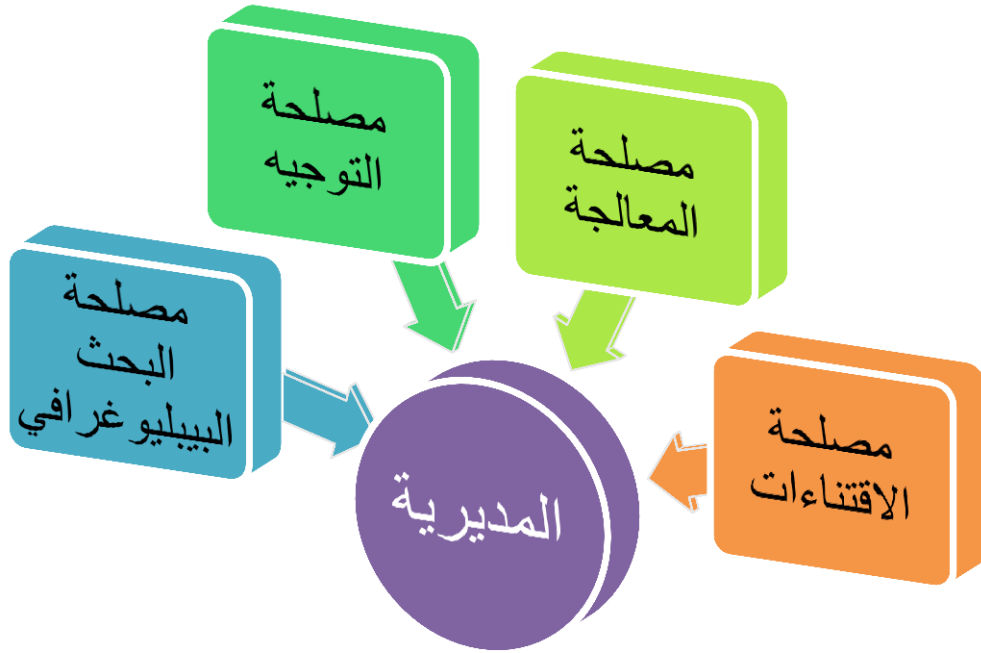 مصلحة
المعالجة
مصلحة
التوجيه
مصلحة
الاقتناءات
مصلحة
البحث
البيبليوغرافي
المديرية